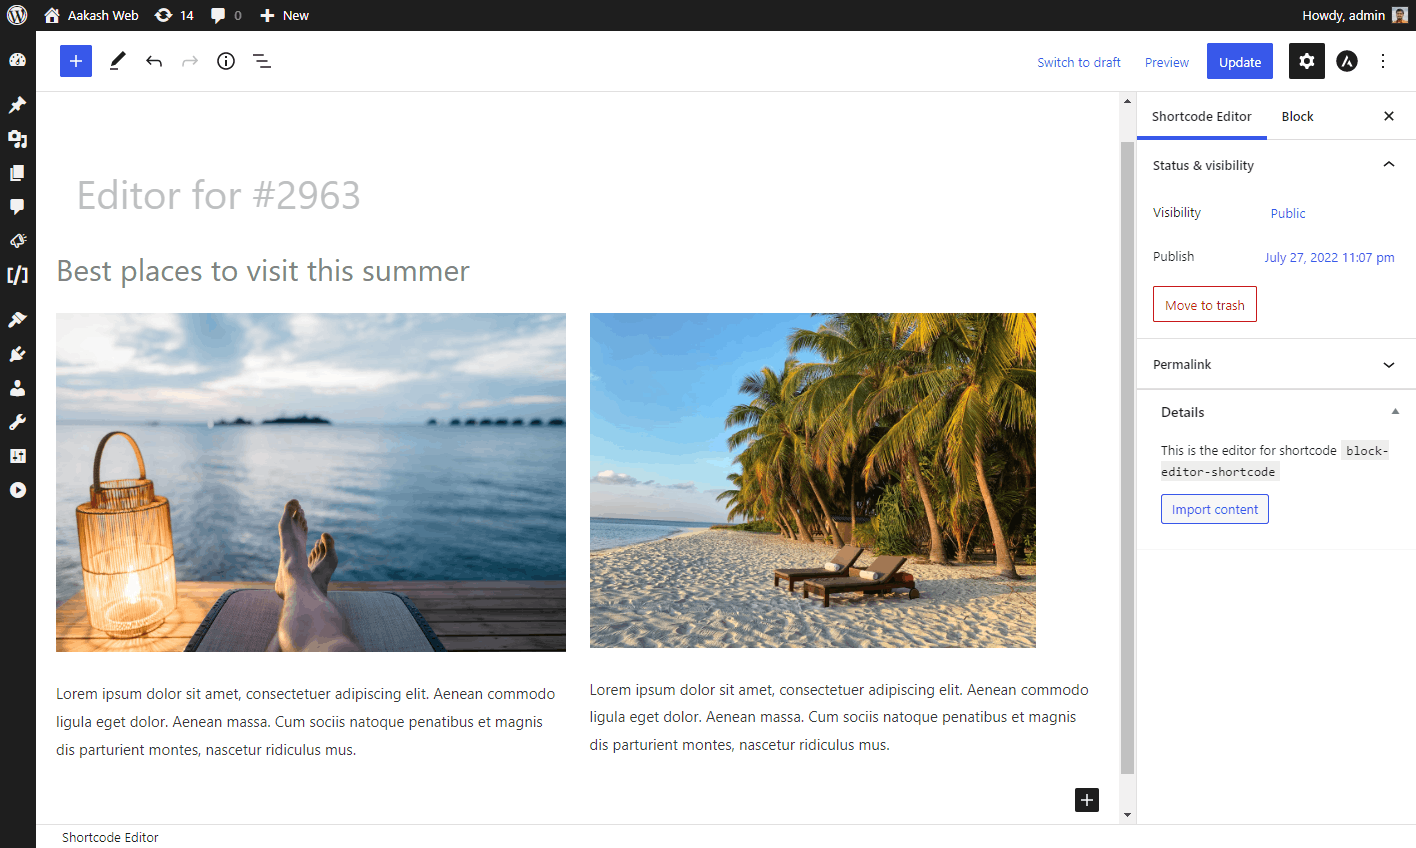 Aakash Web 14 0 New Howdy, admin
Switch to draft Preview Update
Shortcode Editor Block
Status & visibility
Visibility Public
Publish July 27, 2022 11:07 pm
Move to trash
Permalink
Details
This is the editor for shortcode block-
editor-shortcode
Import content
Editor for #2963
Best places to visit this summer
Lorem ipsum dolor sit amet, consectetuer adipiscing elit. Aenean commodo
ligula eget dolor. Aenean massa. Cum sociis natoque penatibus et magnis
dis parturient montes, nascetur ridiculus mus.
Lorem ipsum dolor sit amet, consectetuer adipiscing elit. Aenean commodo
ligula eget dolor. Aenean massa. Cum sociis natoque penatibus et magnis
dis parturient montes, nascetur ridiculus mus.
Shortcode Editor